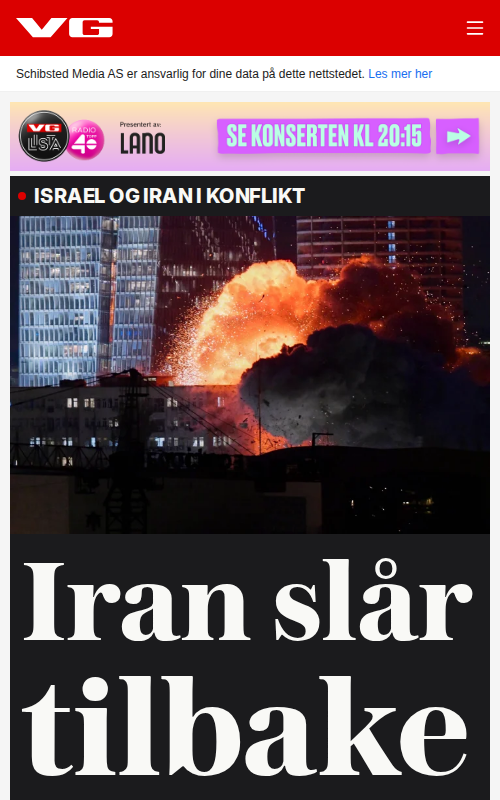 VG
Schibsted Media AS er ansvarlig for dine data på dette nettstedet. Les mer her
VG
LISTA
RADIO
TOPP
40
Presentert av:
LANO
SE KONSERTEN KL 20:15
ISRAEL OG IRAN I KONFLIKT
Iran slår
tilbake